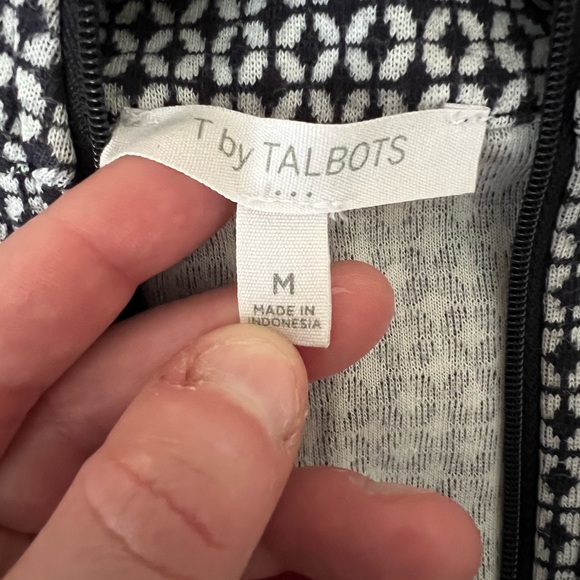 T by TALBOTS
...
M
MADE IN
INDONESIA